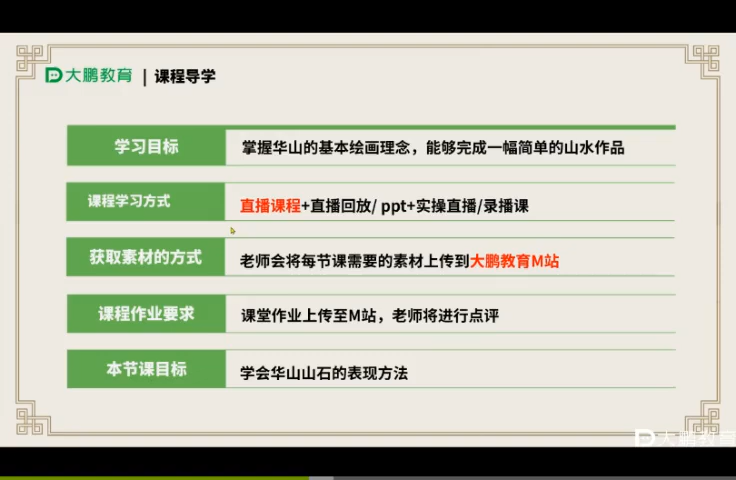 大鹏教育 | 课程导学
学习目标
掌握华山的基本绘画理念，能够完成一幅简单的山水作品
课程学习方式
直播课程+直播回放/ ppt+实操直播/录播课
获取素材的方式
老师会将每节课需要的素材上传到大鹏教育M站
课程作业要求
课堂作业上传至M站，老师将进行点评
本节课目标
学会华山山石的表现方法
大鹏教育